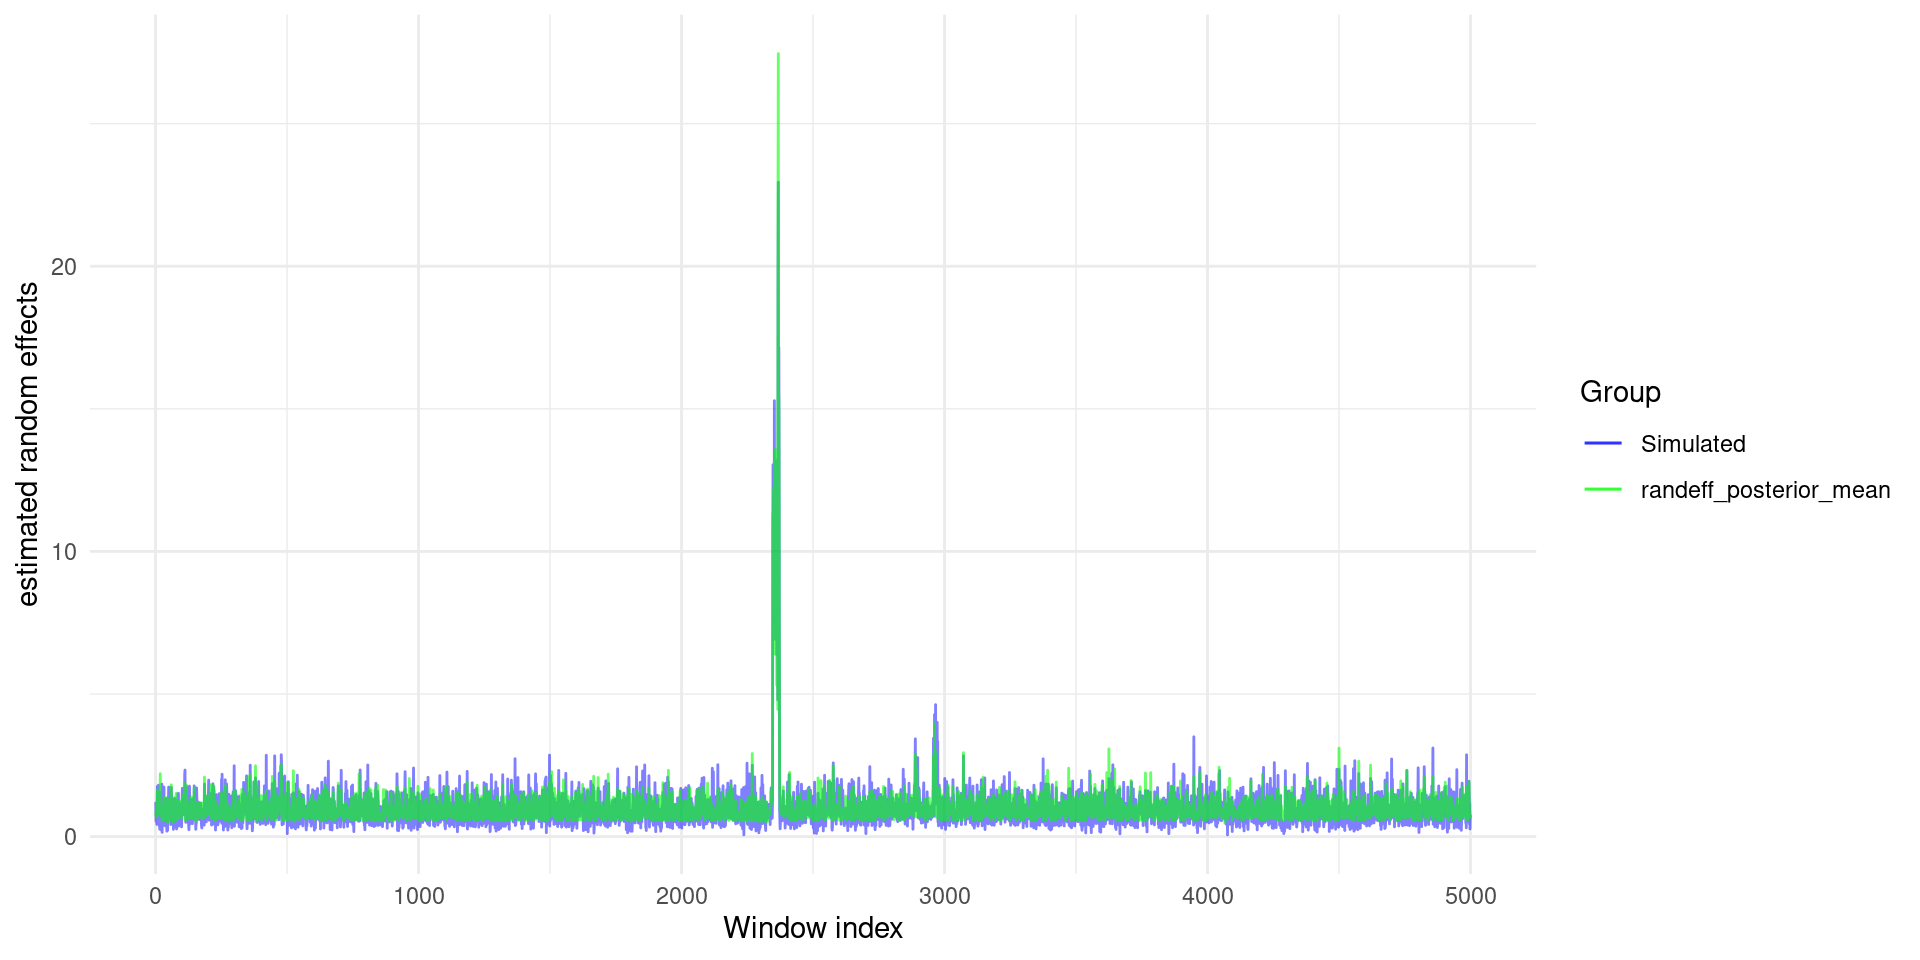 estimated random effects
20
10
0
0
1000
2000
3000
4000
5000
Window index
Group
Simulated
randeff_posterior_mean